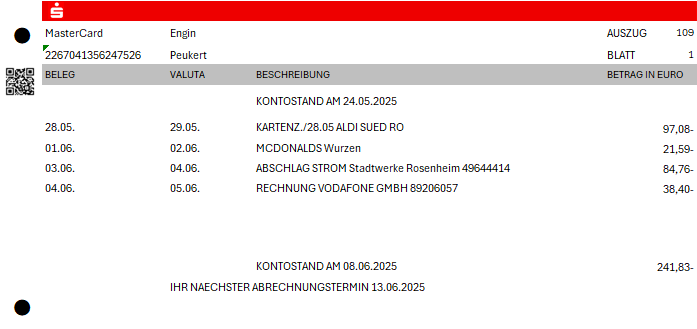 MasterCard Engin AUSZUG 109
2267041356247526 Peukert BLATT 1
BELEG VALUTA BESCHREIBUNG BETRAG IN EURO
KONTOSTAND AM 24.05.2025
28.05. 29.05. KARTENZ./28.05 ALDI SUED RO 97,08-
01.06. 02.06. MCDONALDS Wurzen 21,59-
03.06. 04.06. ABSCHLAG STROM Stadtwerke Rosenheim 49644414 84,76-
04.06. 05.06. RECHNUNG VODAFONE GMBH 89206057 38,40-
KONTOSTAND AM 08.06.2025 241,83-
IHR NAECHSTER ABRECHNUNGSTERMIN 13.06.2025